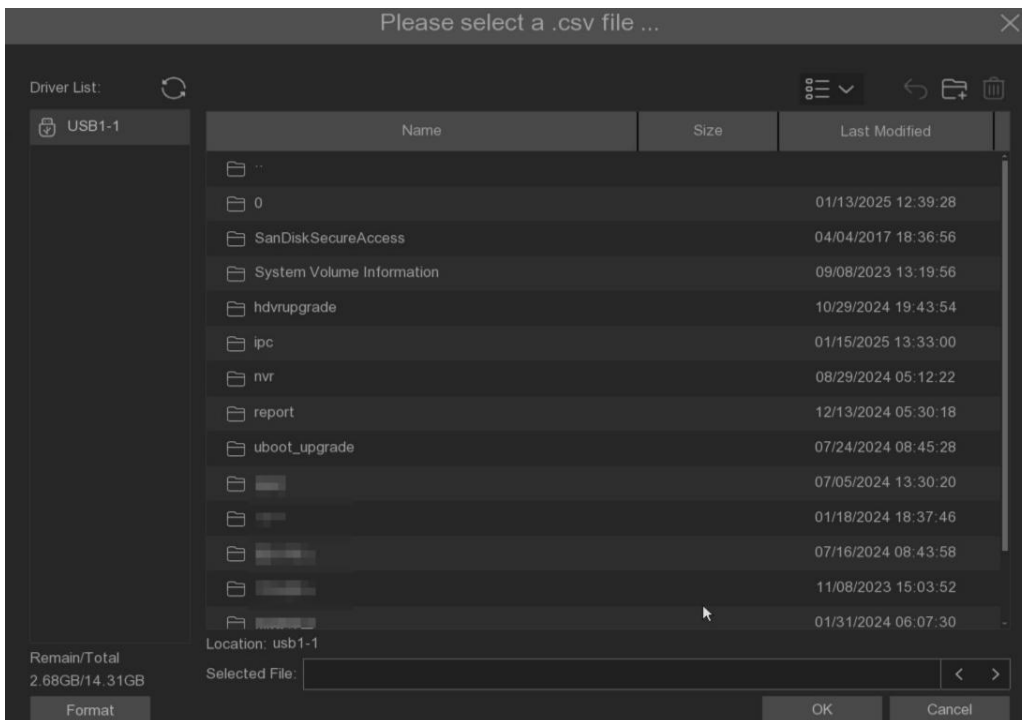 Please select a .csv file ...
Driver List:
USB1-1
Name Size Last Modified
..
0 01/13/2025 12:39:28
SanDiskSecureAccess 04/04/2017 18:36:56
System Volume Information 09/08/2023 13:19:56
hdvrupgrade 10/29/2024 19:43:54
ipc 01/15/2025 13:33:00
nvr 08/29/2024 05:12:22
report 12/13/2024 05:30:18
uboot_upgrade 07/24/2024 08:45:28
07/05/2024 13:30:20
01/18/2024 18:37:46
07/16/2024 08:43:58
11/08/2023 15:03:52
01/31/2024 06:07:30
Location: usb1-1
Remain/Total
2.68GB/14.31GB
Selected File:
Format
OK
Cancel